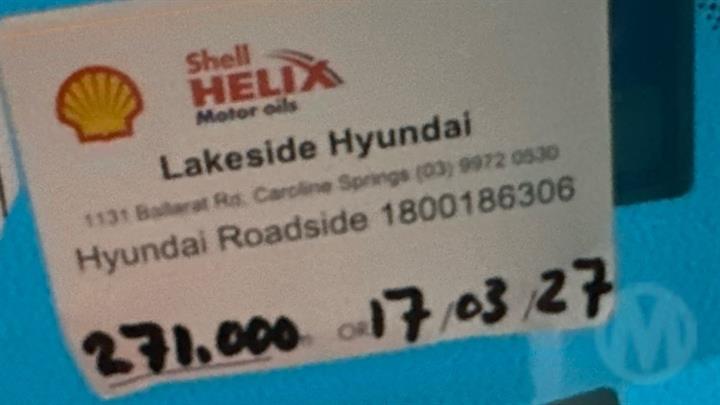 Shell
HELIX
Motor oils
Lakeside Hyundai
1131 Ballarat Rd. Caroline Springs (03) 9972 0530
Hyundai Roadside 1800186306
271.000 OR 17/03/27
M